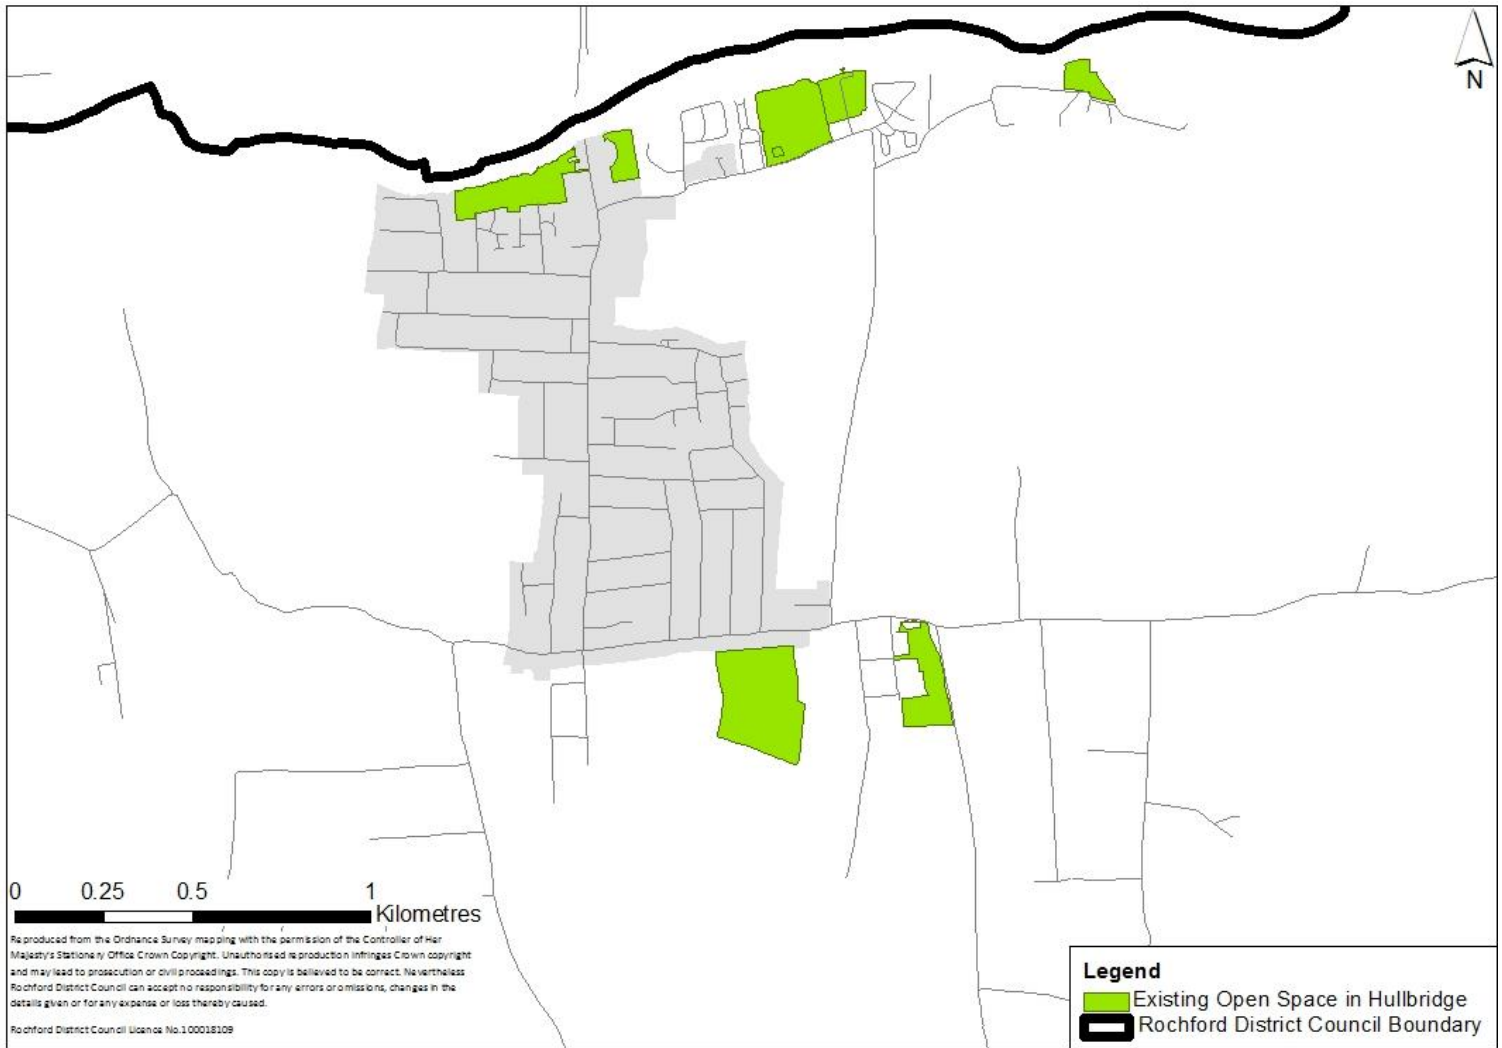 N
0 0.25 0.5 1
Kilometres
Reproduced from the Ordnance Survey mapping with the permission of the Controller of Her
Majesty's Stationery Office Crown Copyright. Unauthorised reproduction infringes Crown copyright
and may lead to prosecution or civil proceedings. This copy is believed to be correct. Nevertheless
Rochford District Council can accept no responsibility for any errors or omissions, changes in the
details given or for any expense or loss thereby caused.
Rochford District Council Licence No.100018109
Legend
Existing Open Space in Hullbridge
Rochford District Council Boundary